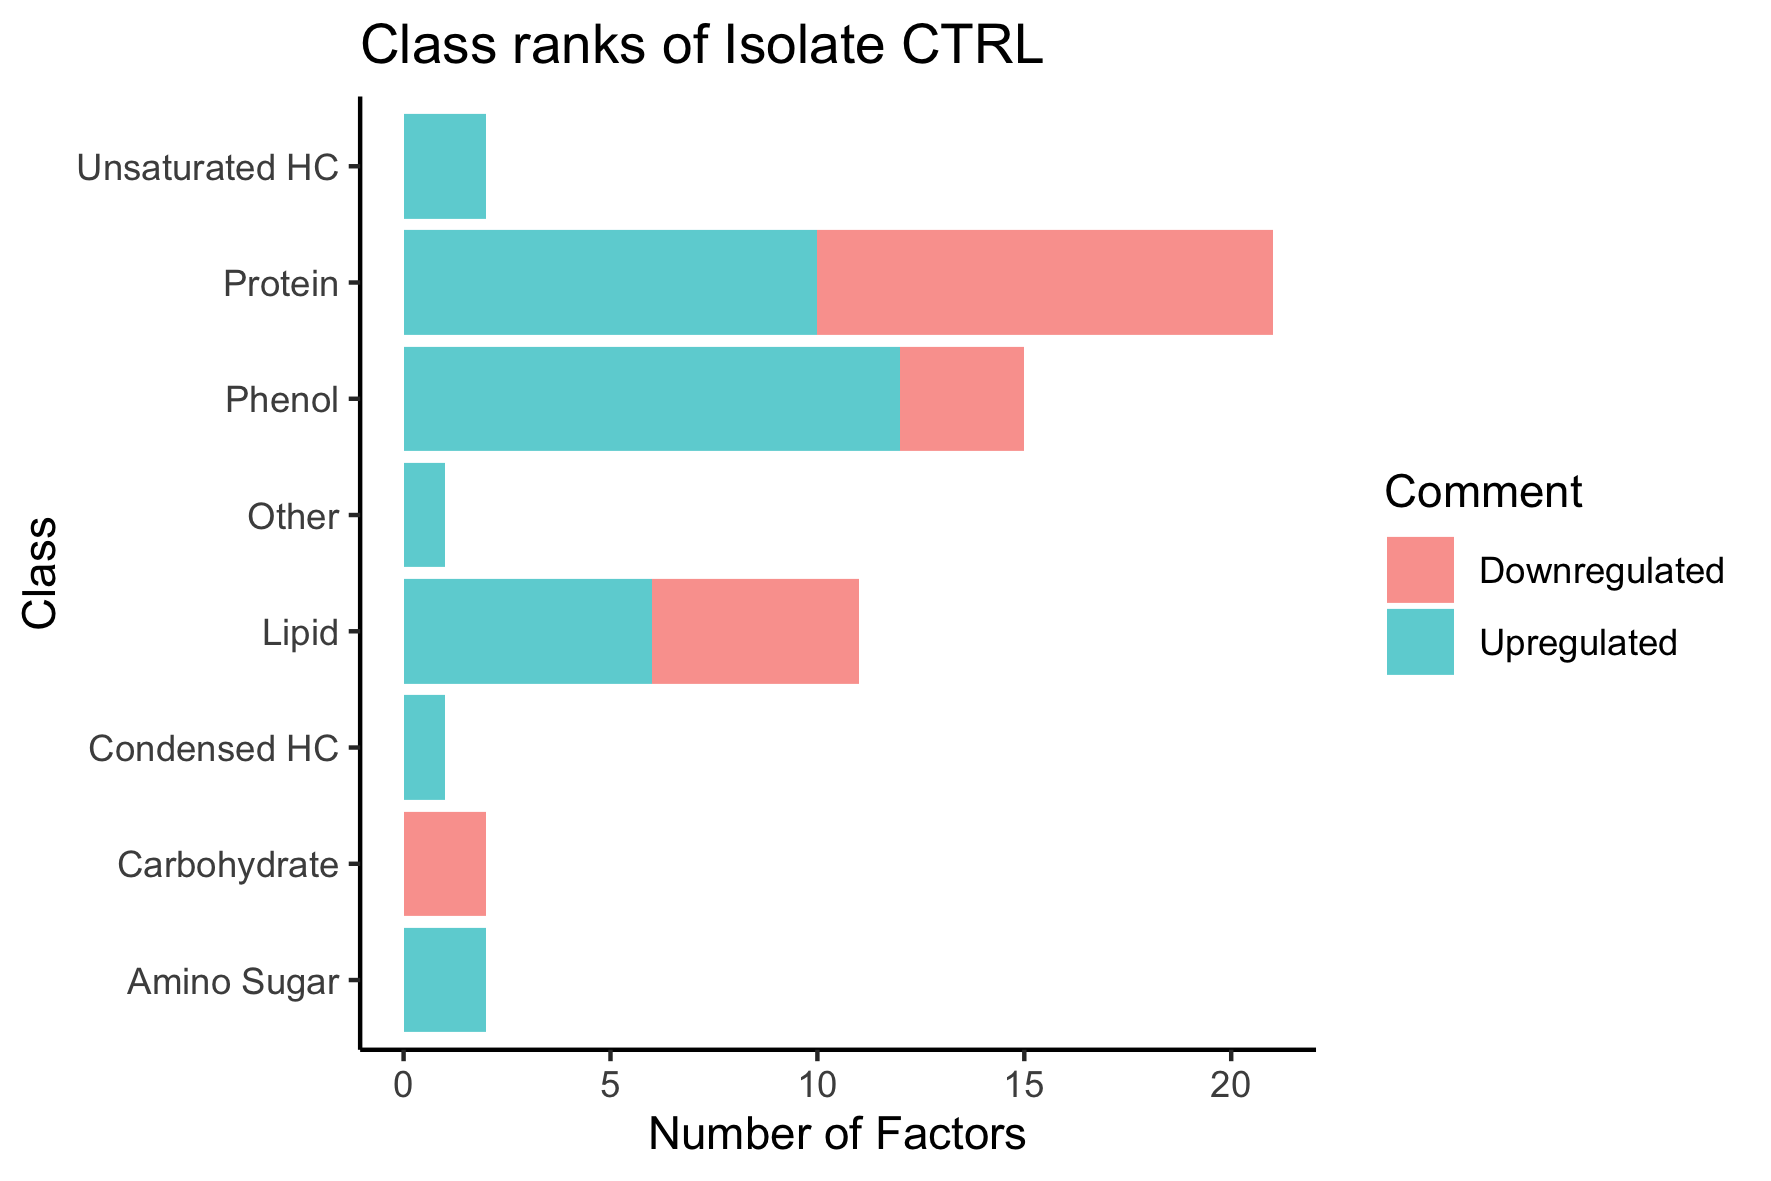 Class ranks of Isolate CTRL
Unsaturated HC
Protein
Phenol
Other
Lipid
Condensed HC
Carbohydrate
Amino Sugar
Class
0 5 10 15 20
Number of Factors
Comment
Downregulated
Upregulated